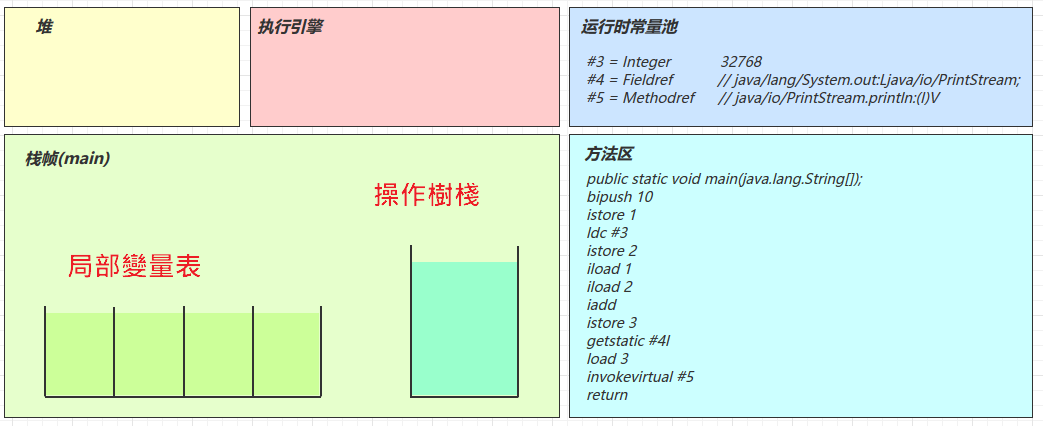 堆
执行引擎
运行时常量池
#3 = Integer 32768
#4 = Fieldref // java/lang/System.out:Ljava/io/PrintStream;
#5 = Methodref // java/io/PrintStream.println:(I)V
栈帧(main)
操作樹棧
局部變量表
方法区
public static void main(java.lang.String[]);
bipush 10
istore 1
ldc #3
istore 2
iload 1
iload 2
iadd
istore 3
getstatic #4l
load 3
invokevirtual #5
return